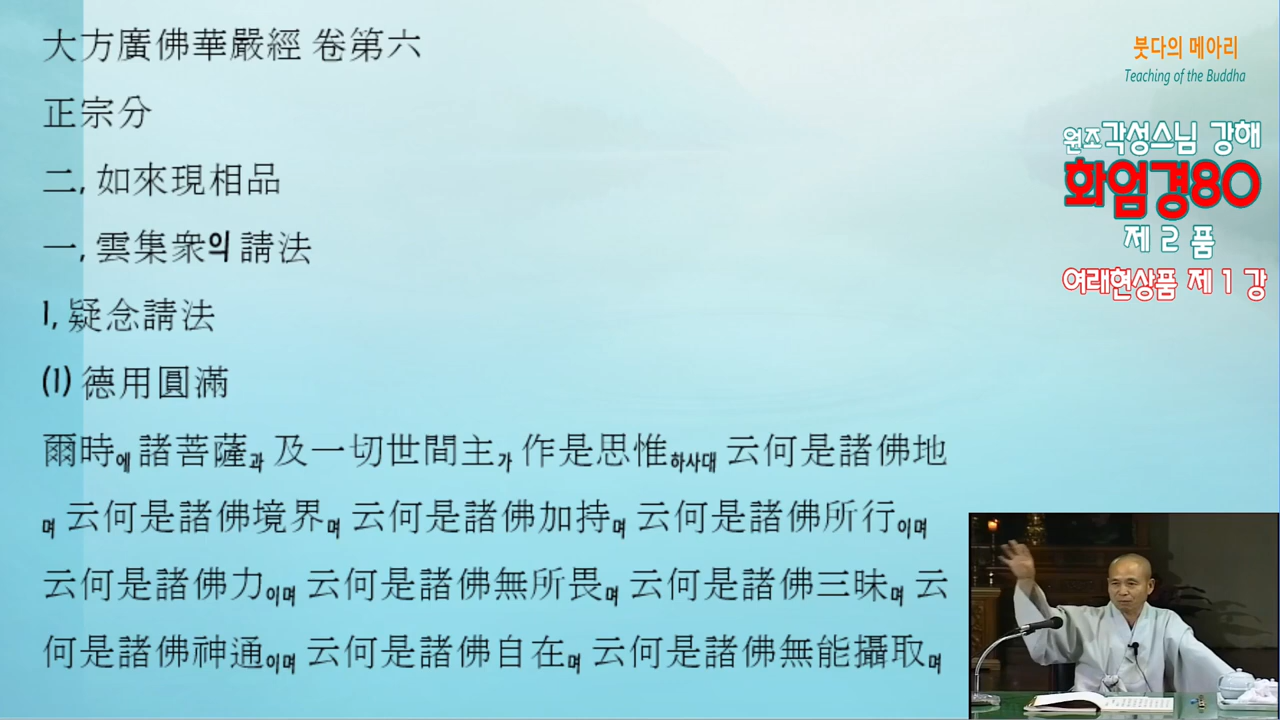 大方廣佛華嚴經 卷第六
正宗分
二, 如來現相品
一, 雲集衆의 請法
1, 疑念請法
(1) 德用圓滿
爾時에 諸菩薩과 及一切世間主가 作是思惟하사대 云何是諸佛地
며 云何是諸佛境界며 云何是諸佛加持며 云何是諸佛所行이며
云何是諸佛力이며 云何是諸佛無所畏며 云何是諸佛三昧며 云
何是諸佛神通이며 云何是諸佛自在며 云何是諸佛無能攝取며
붓다의 메아리
Teaching of the Buddha
원조각성스님 강해
화엄경80
제 2 품
여래현상품 제 1 강